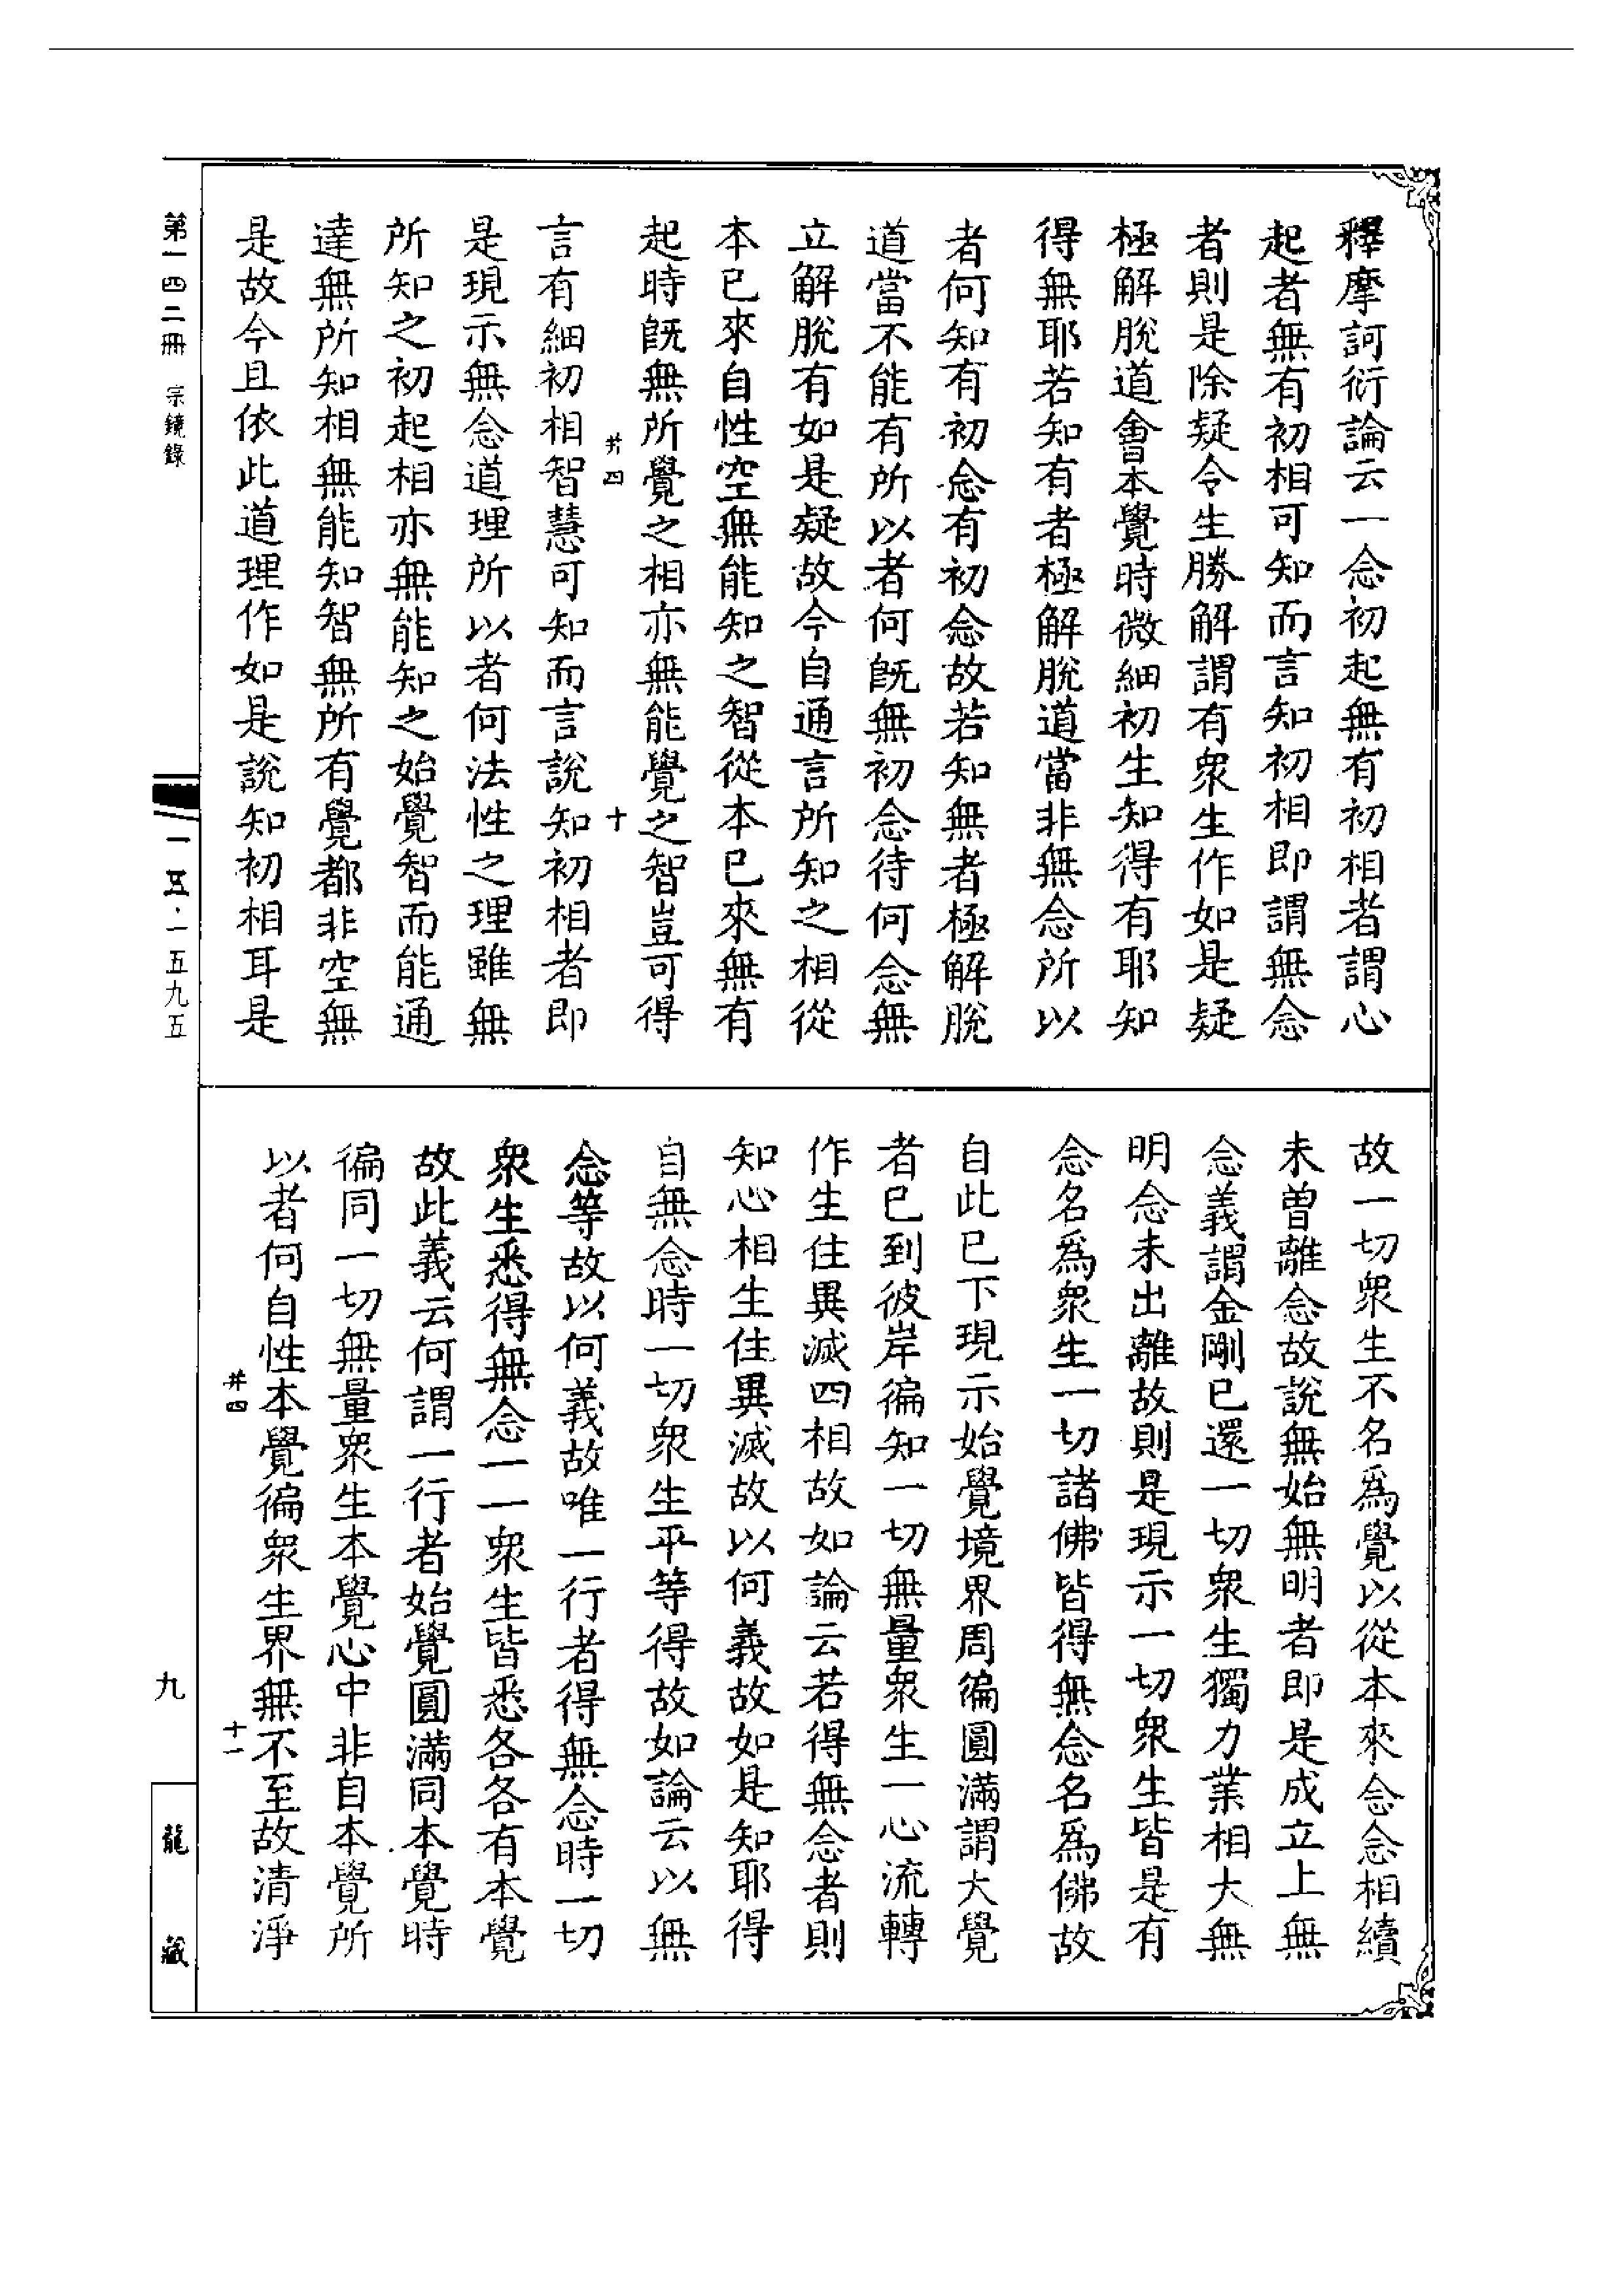 釋摩訶衍論云一念初起無有初相者謂心
起者無有初相可知而言知初相即謂無念
者則是除疑令生勝解謂有衆生作如是疑
極解脫道會本覺時微細初生知得有耶知
得無耶若知有者極解脫道當非無念所以
者何知有初念有初念故若知無者極解脫
道當不能有所以者何旣無初念待何念無
立解脫有如是疑故今自通言所知之相從
本已來自性空無能知之智從本已來無有
起時旣無所覺之相亦無能覺之智豈可得
井四
十
言有細初相智慧可知而言說知初相者即
是現示無念道理所以者何法性之理雖無
所知之初起相亦無能知之始覺智而能通
達無所知相無能知智無所有覺都非空無
是故今且依此道理作如是說知初相耳是
故一切衆生不名爲覺以從本來念念相續
未曾離念故說無始無明者即是成立上無
念義謂金剛已還一切衆生獨力業相大無
明念未出離故則是現示一切衆生皆是有
念名爲衆生一切諸佛皆得無念名爲佛故
自此已下現示始覺境界周徧圓滿謂大覺
者已到彼岸徧知一切無量衆生一心流轉
作生住異滅四相故如論云若得無念者則
知心相生住異滅故以何義故如是知耶得
自無念時一切衆生平等得故如論云以無
念等故以何義故唯一行者得無念時一切
衆生悉得無念一一衆生皆悉各各有本覺
故此義云何謂一行者始覺圓滿同本覺時
徧同一切無量衆生本覺心中非自本覺所
以者何自性本覺徧衆生界無不至故清淨
井四
十一
第一四二冊
宗鏡錄
一五五·一五九五
九
龍藏